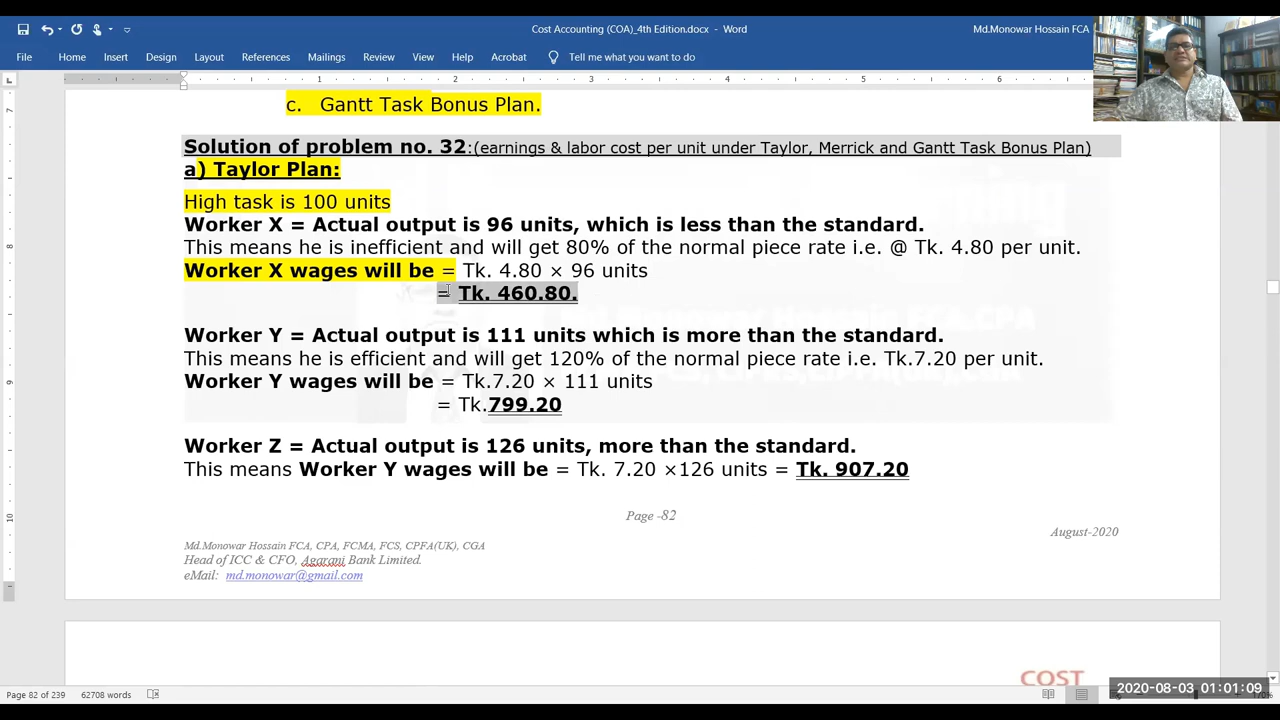 Cost Accounting (COA)_4th Edition.docx - Word
Md.Monowar Hossain FCA
File Home Insert Design Layout References Mailings Review View Help Acrobat Tell me what you want to do
1 2 3 4 5 6
7
8
9
10
c. Gantt Task Bonus Plan.
Solution of problem no. 32:(earnings & labor cost per unit under Taylor, Merrick and Gantt Task Bonus Plan)
a) Taylor Plan:
High task is 100 units
Worker X = Actual output is 96 units, which is less than the standard.
This means he is inefficient and will get 80% of the normal piece rate i.e. @ Tk. 4.80 per unit.
Worker X wages will be = Tk. 4.80 × 96 units
= Tk. 460.80.
Worker Y = Actual output is 111 units which is more than the standard.
This means he is efficient and will get 120% of the normal piece rate i.e. Tk.7.20 per unit.
Worker Y wages will be = Tk.7.20 × 111 units
= Tk.799.20
Worker Z = Actual output is 126 units, more than the standard.
This means Worker Y wages will be = Tk. 7.20 ×126 units = Tk. 907.20
Page -82
August-2020
Md.Monowar Hossain FCA, CPA, FCMA, FCS, CPFA(UK), CGA
Head of ICC & CFO, Agarani Bank Limited.
eMail: md.monowar@gmail.com
COST
Page 82 of 239 62708 words
2020-08-03 01:01:09